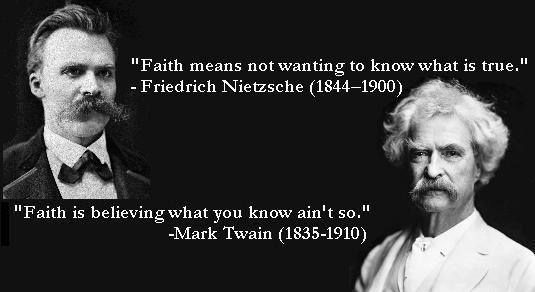 "Faith means not wanting to know what is true."
- Friedrich Nietzsche (1844–1900)
"Faith is believing what you know ain't so."
-Mark Twain (1835-1910)